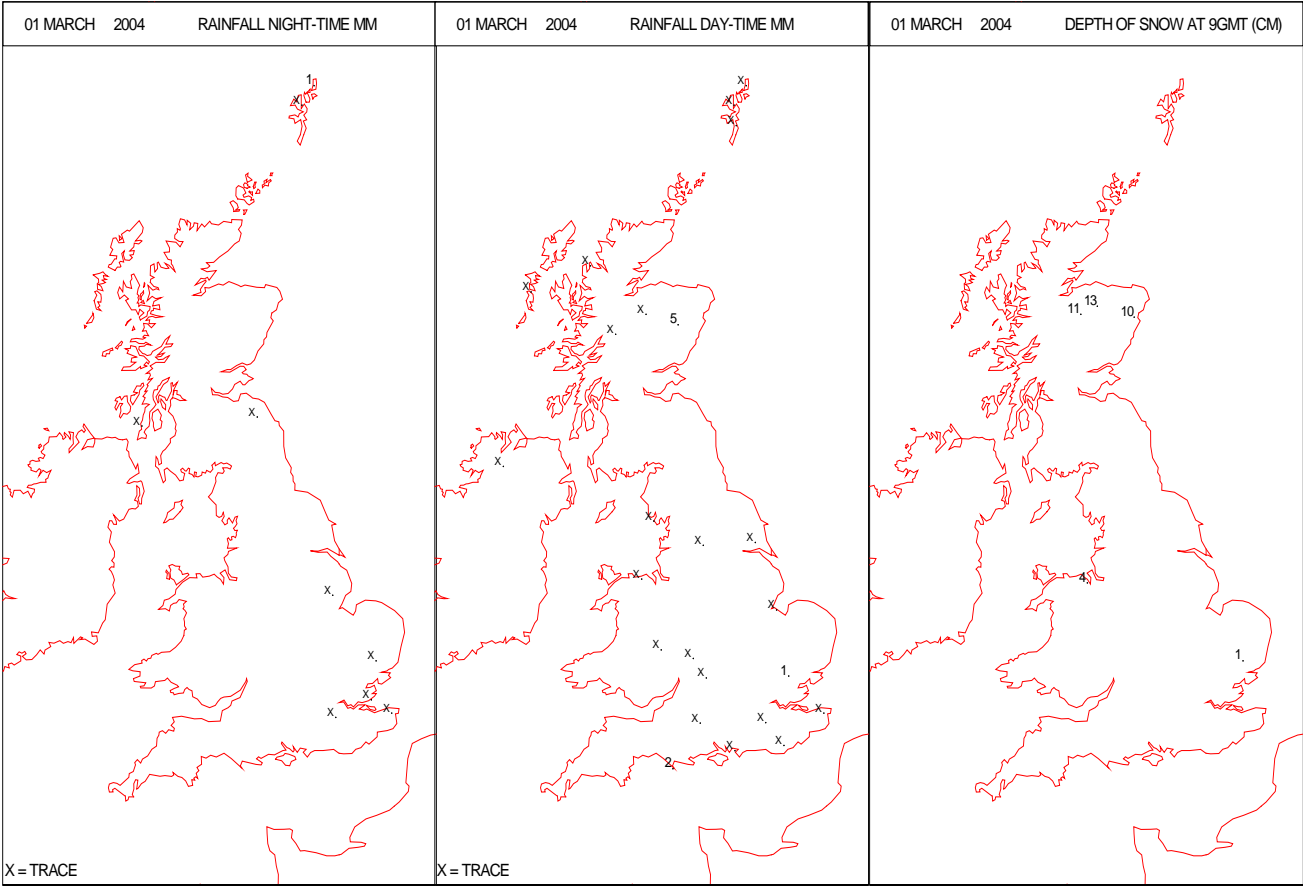 01 MARCH 2004 RAINFALL NIGHT-TIME MM
1.
X.
X.
X.
X.
X.
X.
X.
X.
X = TRACE
01 MARCH 2004 RAINFALL DAY-TIME MM
X.
X.
X.
X.
X.
X.
5.
X.
X.
X.
X.
X.
X.
X.
X.
X.
1.
X.
X.
X.
X.
X.
X.
2.
X = TRACE
01 MARCH 2004 DEPTH OF SNOW AT 9GMT (CM)
13.
11.
10.
4.
1.